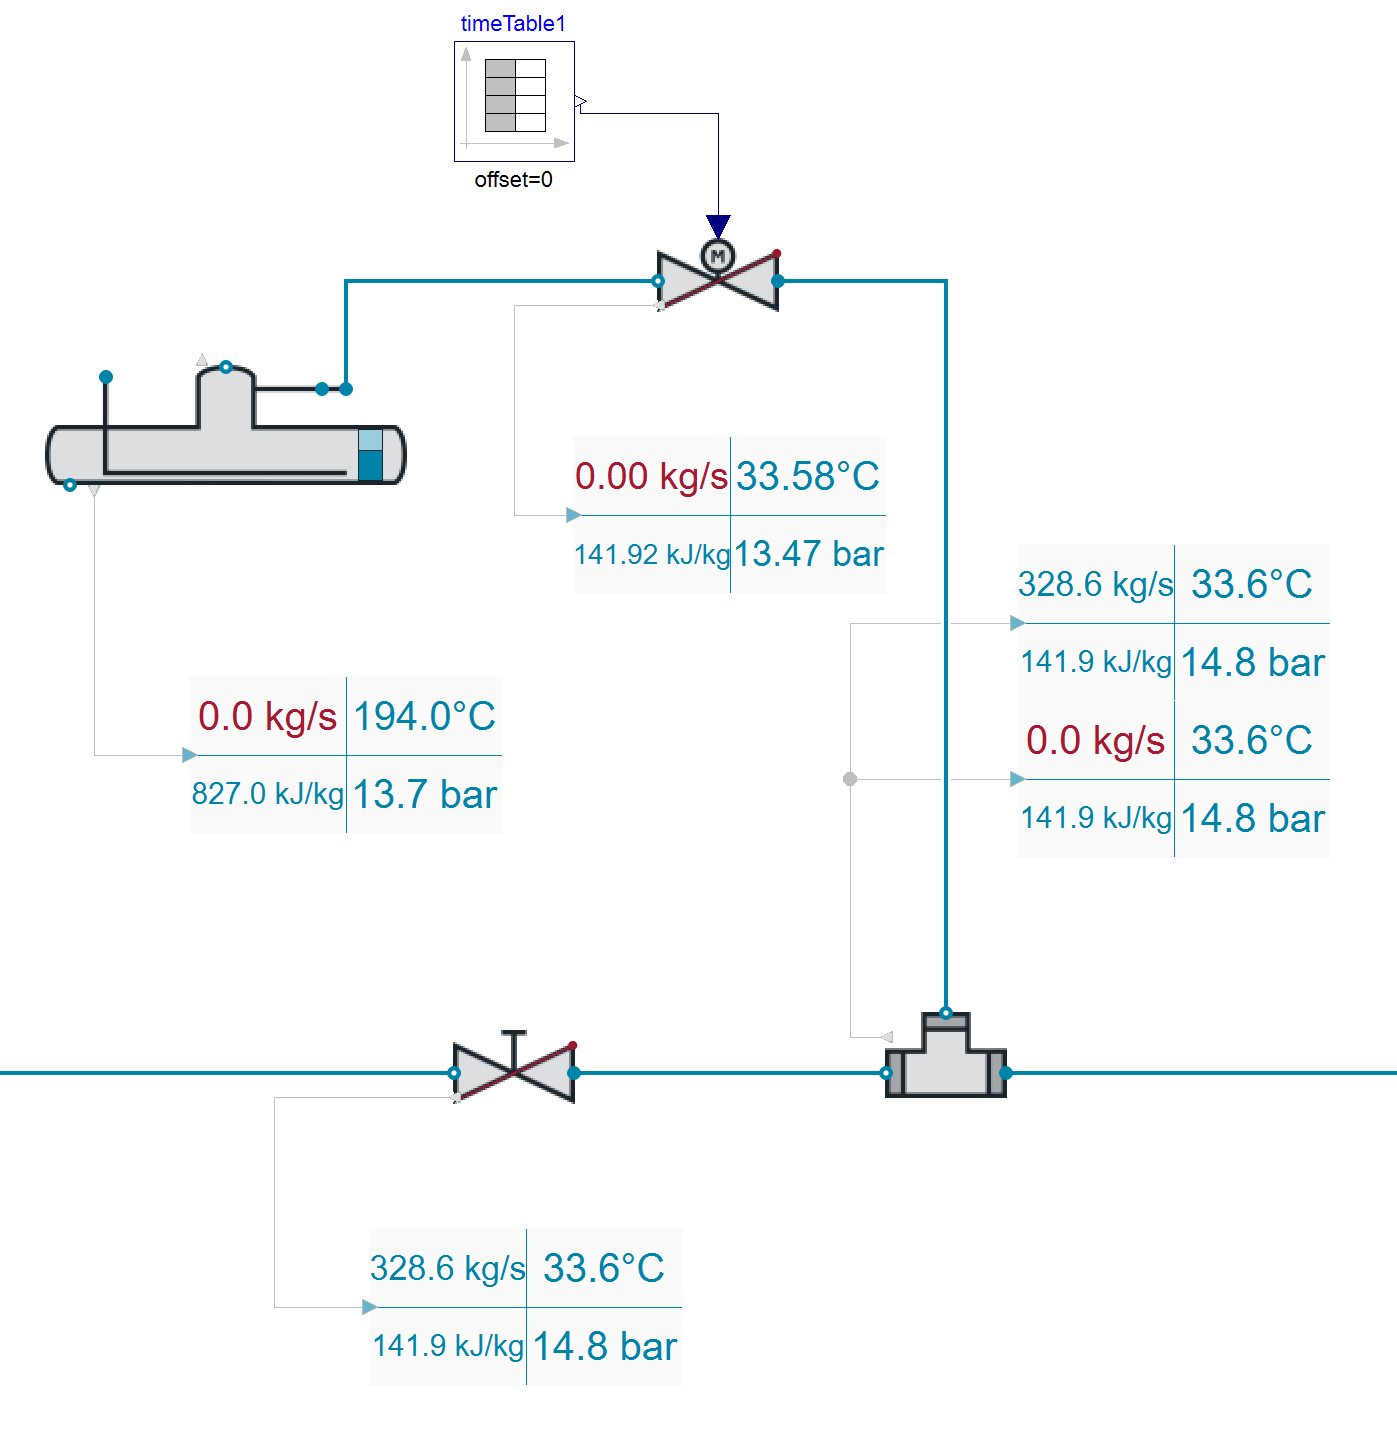 timeTable1
offset=0
M
0.00 kg/s 33.58°C
141.92 kJ/kg 13.47 bar
328.6 kg/s 33.6°C
141.9 kJ/kg 14.8 bar
0.0 kg/s 33.6°C
141.9 kJ/kg 14.8 bar
0.0 kg/s 194.0°C
827.0 kJ/kg 13.7 bar
328.6 kg/s 33.6°C
141.9 kJ/kg 14.8 bar